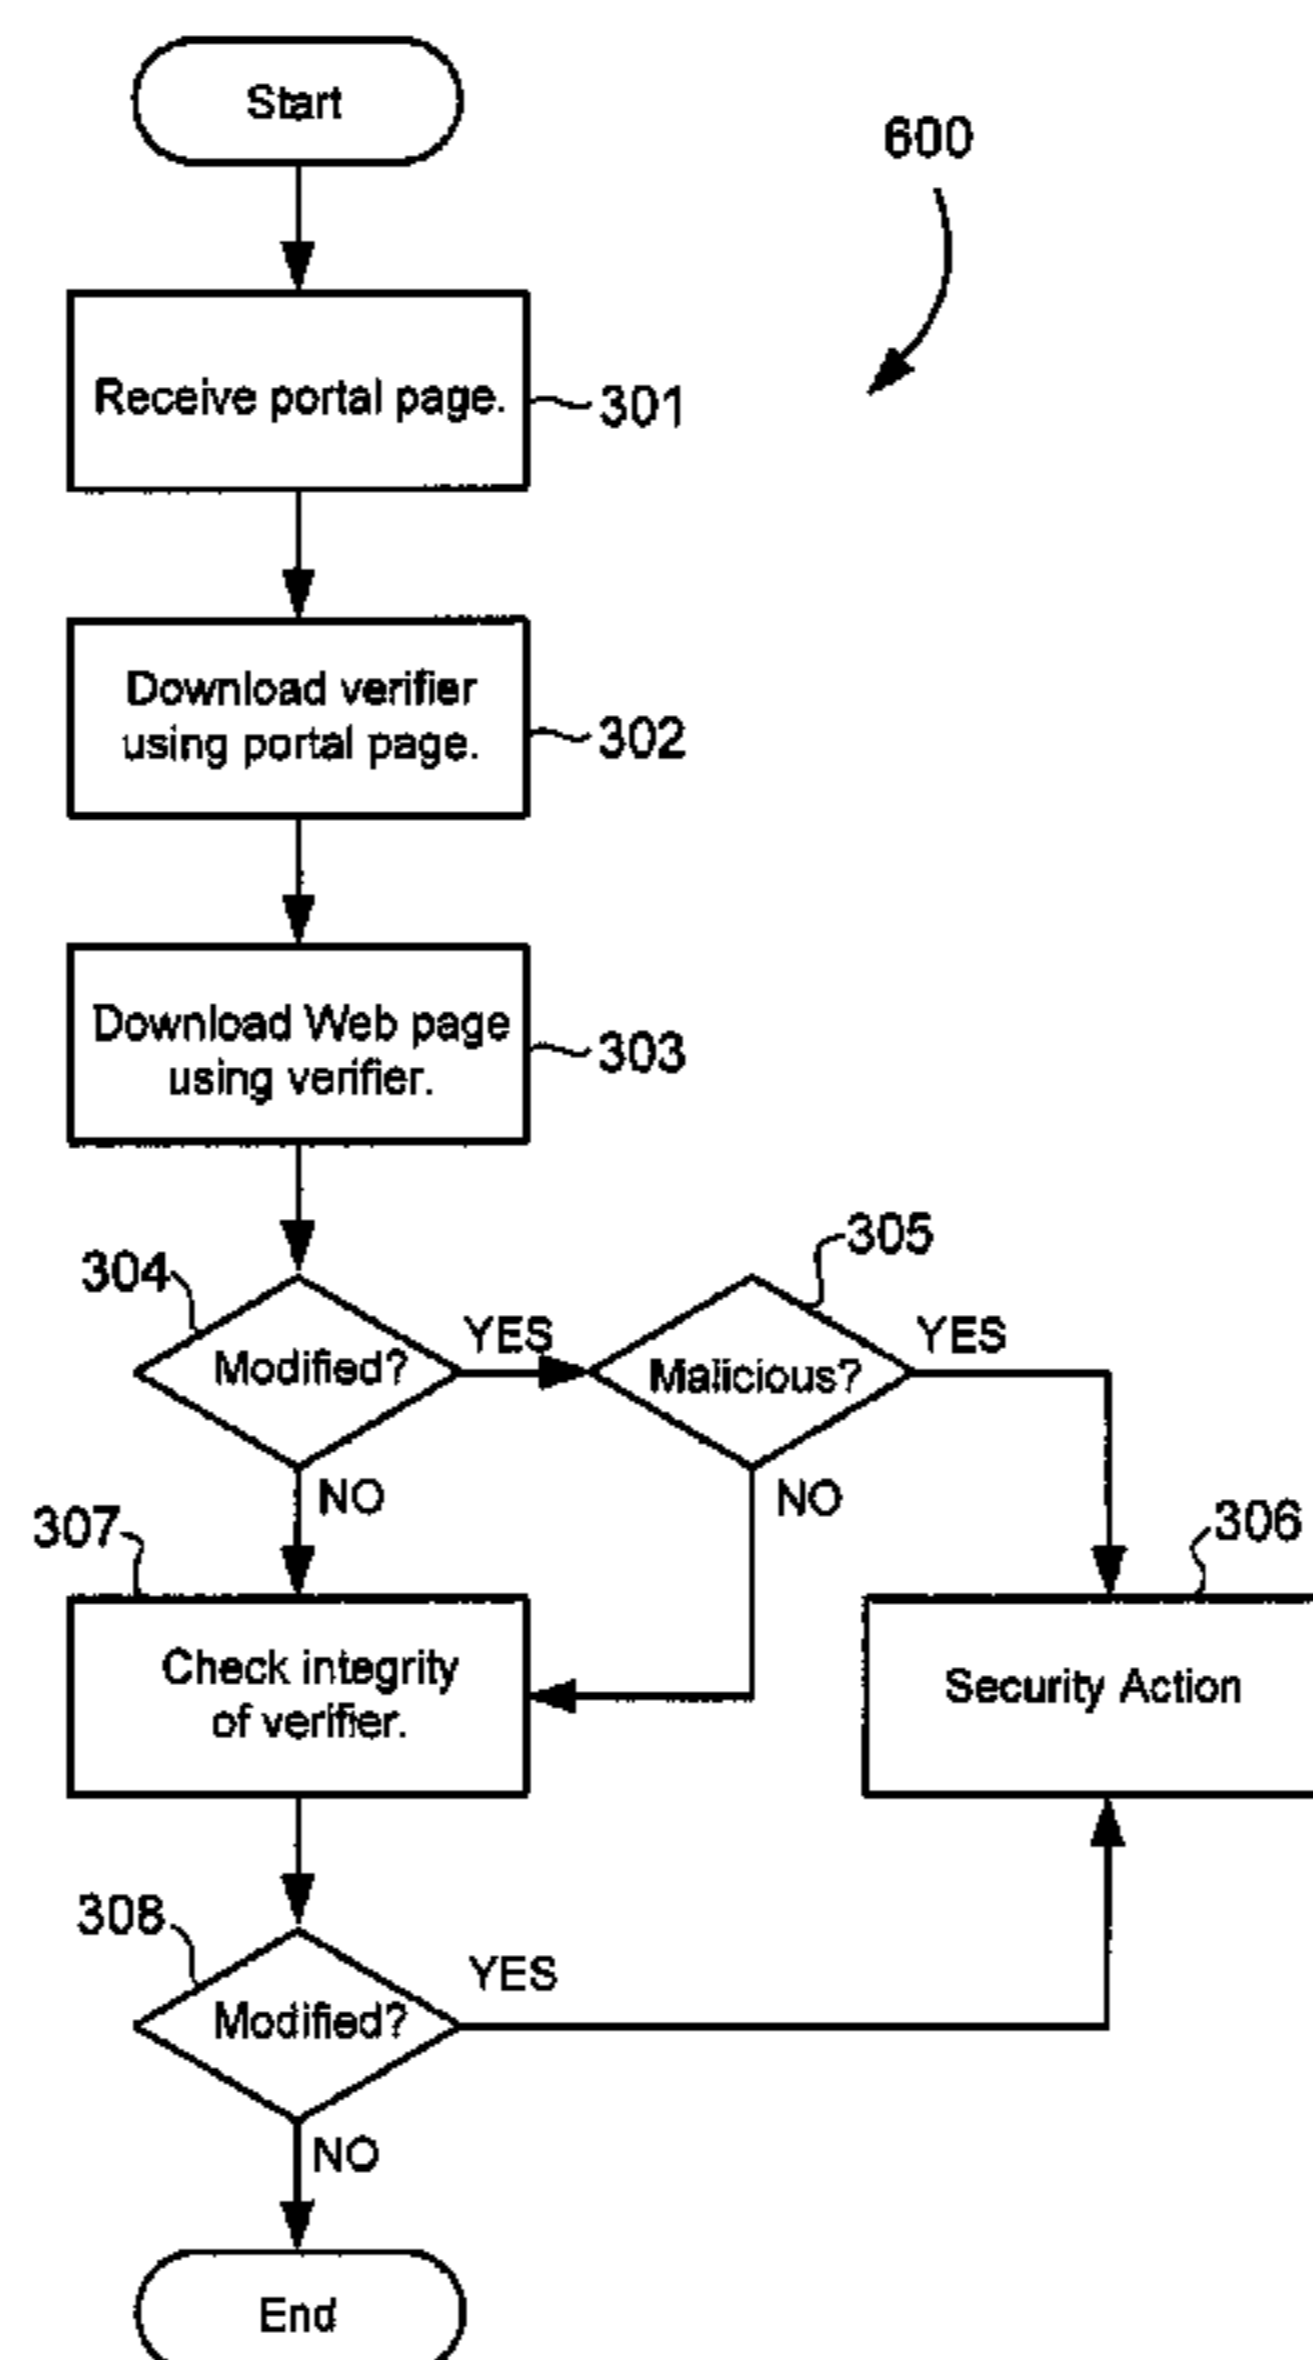 Start
600
Receive portal page.
301
Download verifier
using portal page.
302
Download Web page
using verifier.
303
304
Modified?
YES
NO
305
Malicious?
YES
NO
307
Check integrity
of verifier.
306
Security Action
308
Modified?
YES
NO
End